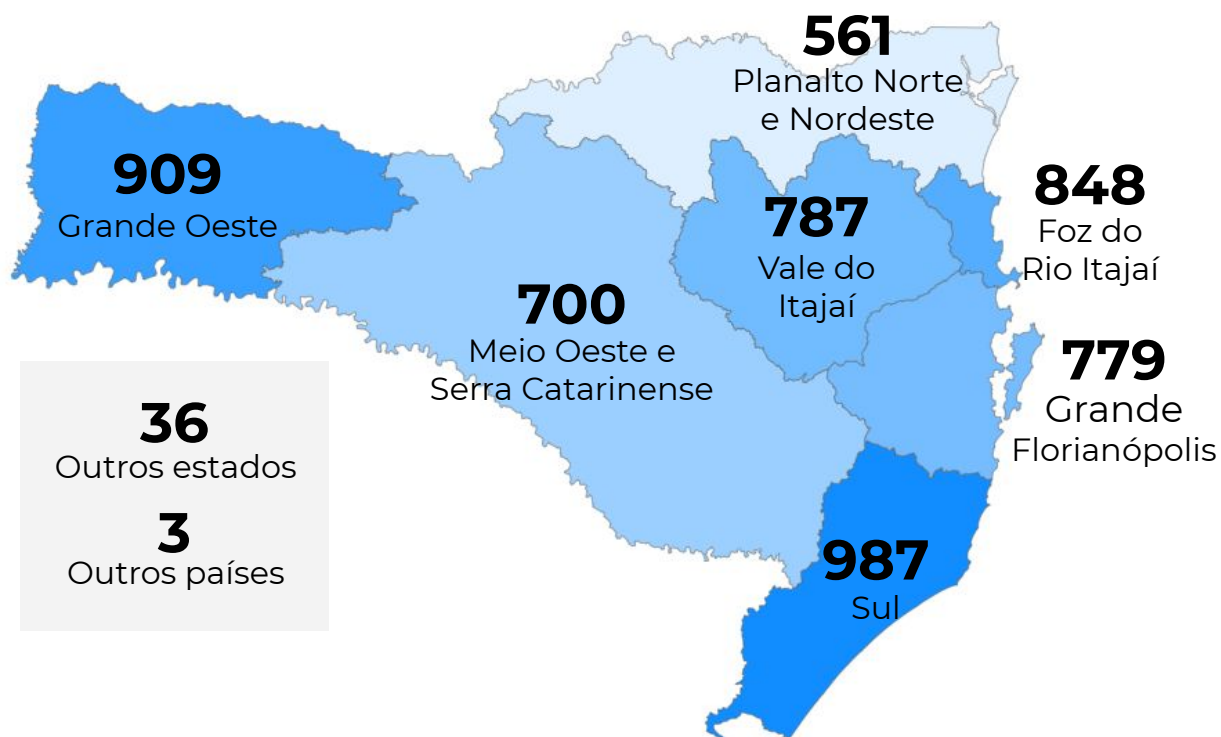 561
Planalto Norte
e Nordeste
909
Grande Oeste
848
Foz do
Rio Itajaí
787
Vale do
Itajaí
700
Meio Oeste e
Serra Catarinense
779
Grande
Florianópolis
36
Outros estados
3
Outros países
987
Sul